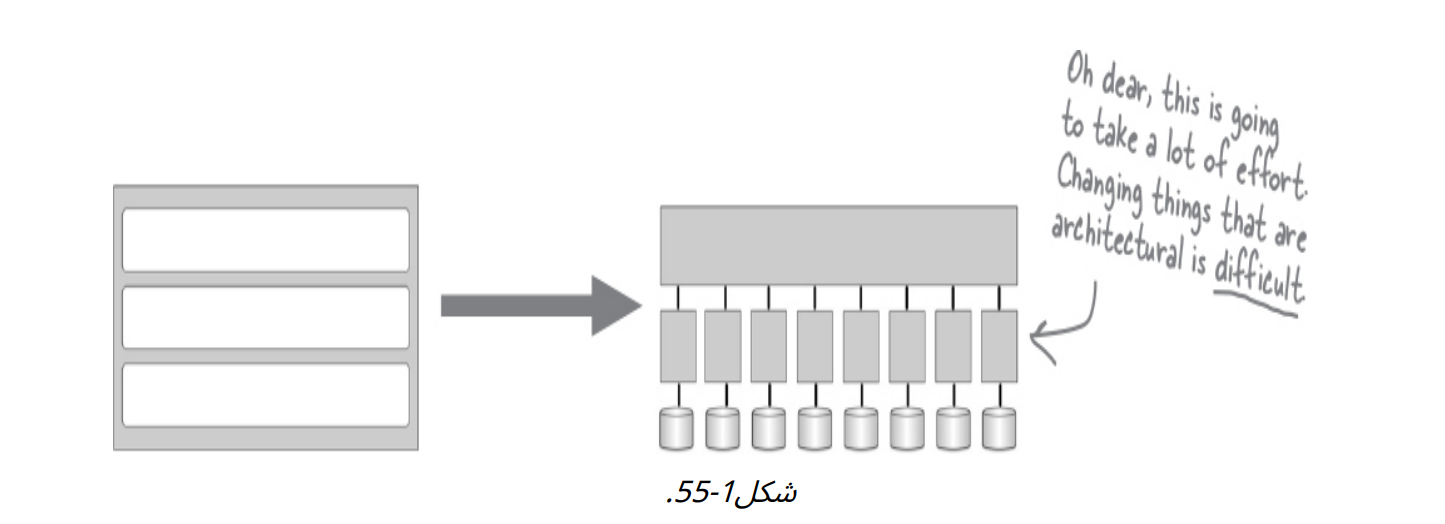 Oh dear, this is going
to take a lot of effort.
Changing things that are
architectural is difficult.
شکل1-55.